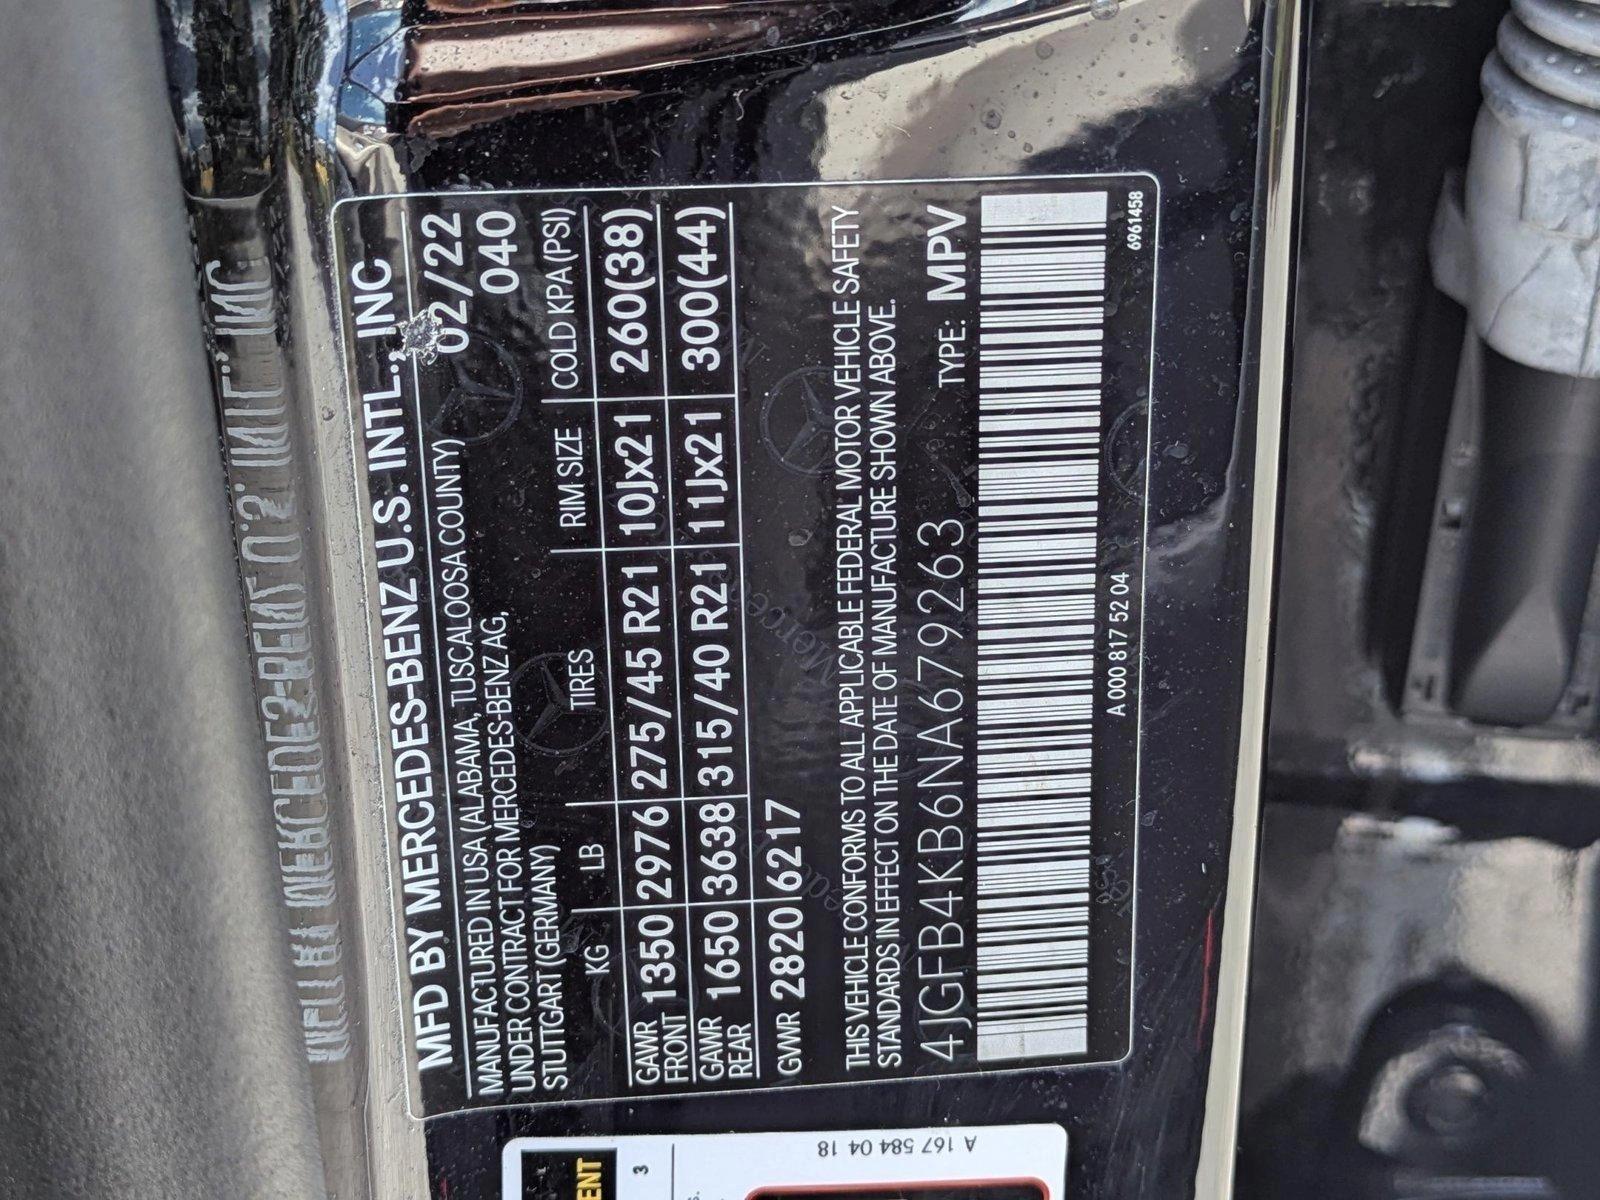 MFD BY MERCEDES-BENZ U.S. INTL., INC
MANUFACTURED IN USA (ALABAMA, TUSCALOOSA COUNTY) 02/22
UNDER CONTRACT FOR MERCEDES-BENZ AG, 040
STUTTGART (GERMANY)
KG LB TIRES RIM SIZE COLD KPA (PSI)
GAWR FRONT 1350 2976 275/45 R21 10Jx21 260(38)
GAWR REAR 1650 3638 315/40 R21 11Jx21 300(44)
GWR 2820 6217
THIS VEHICLE CONFORMS TO ALL APPLICABLE FEDERAL MOTOR VEHICLE SAFETY
STANDARDS IN EFFECT ON THE DATE OF MANUFACTURE SHOWN ABOVE.
4JGFB4KB6NA679263 TYPE: MPV
A 000 817 52 04 6961458
A 167 584 04 18
ENT
3